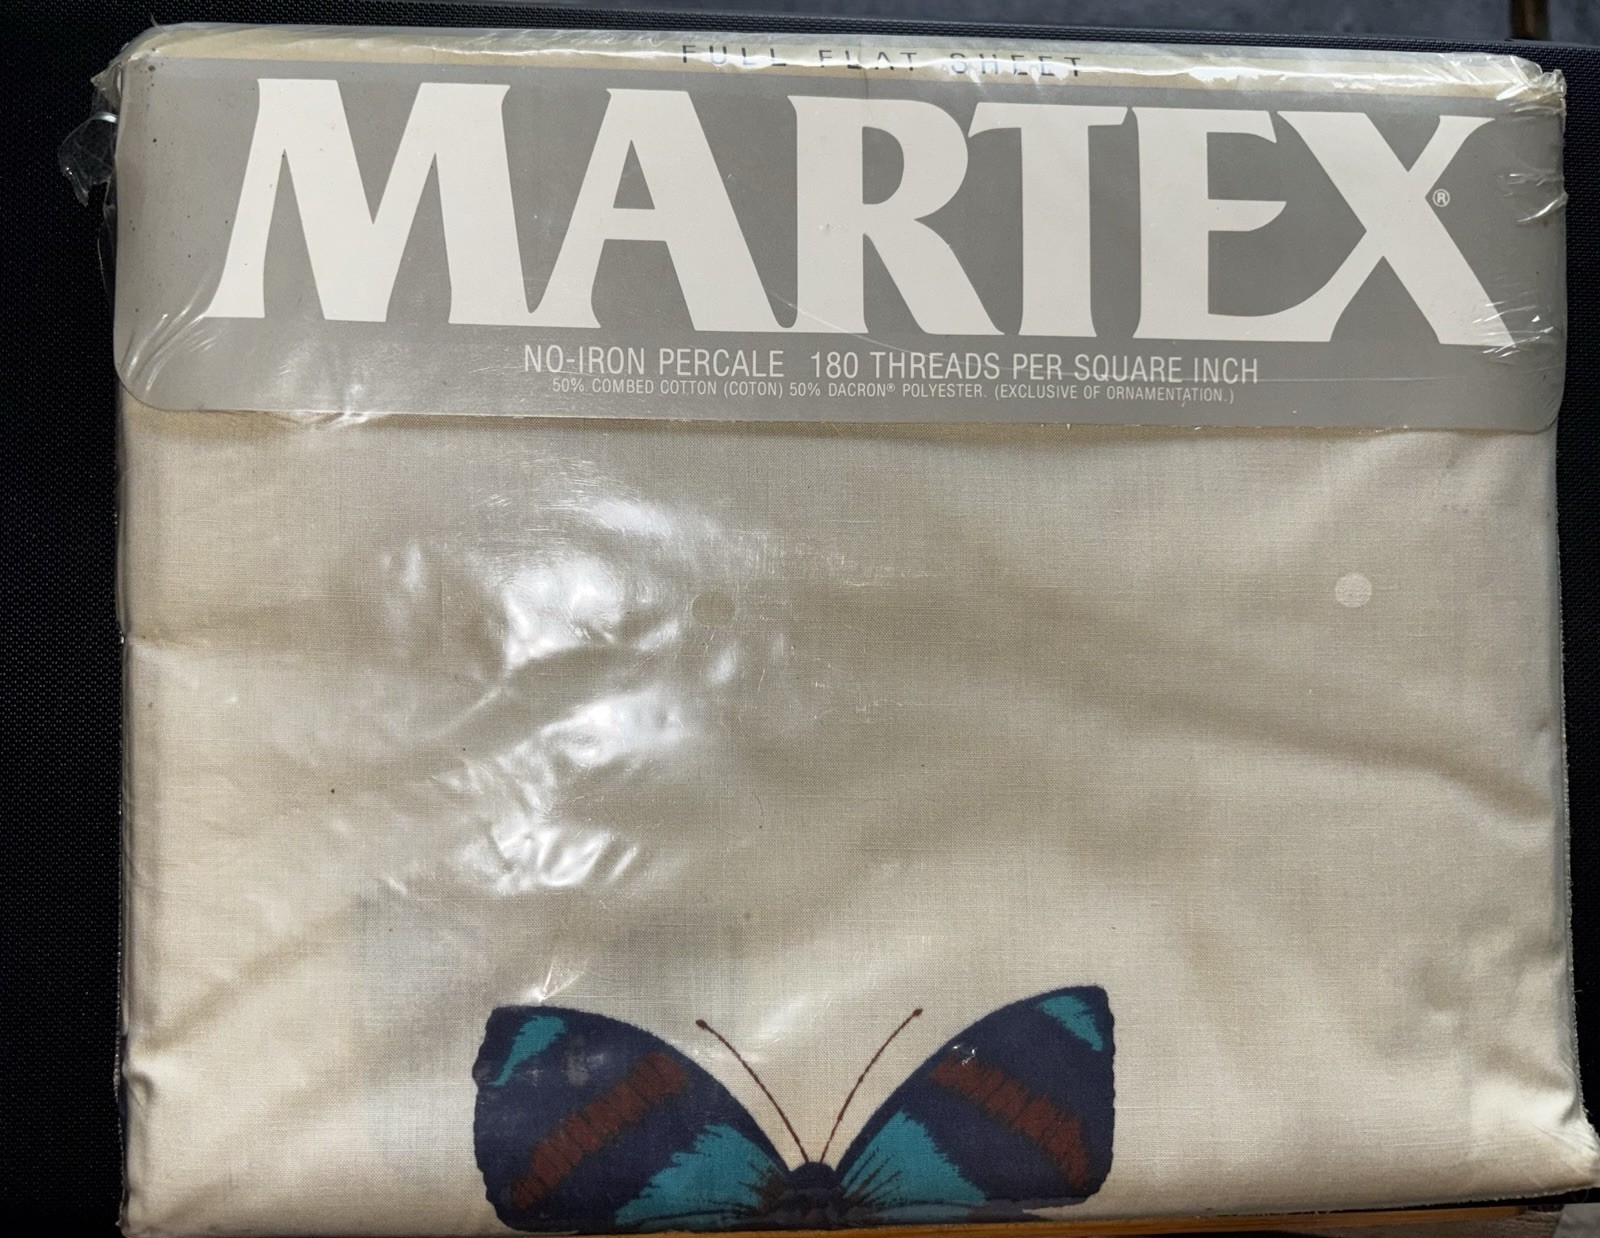 FULL FLAT SHEET
MARTEX®
NO-IRON PERCALE 180 THREADS PER SQUARE INCH
50% COMBED COTTON (COTON) 50% DACRON® POLYESTER. (EXCLUSIVE OF ORNAMENTATION.)